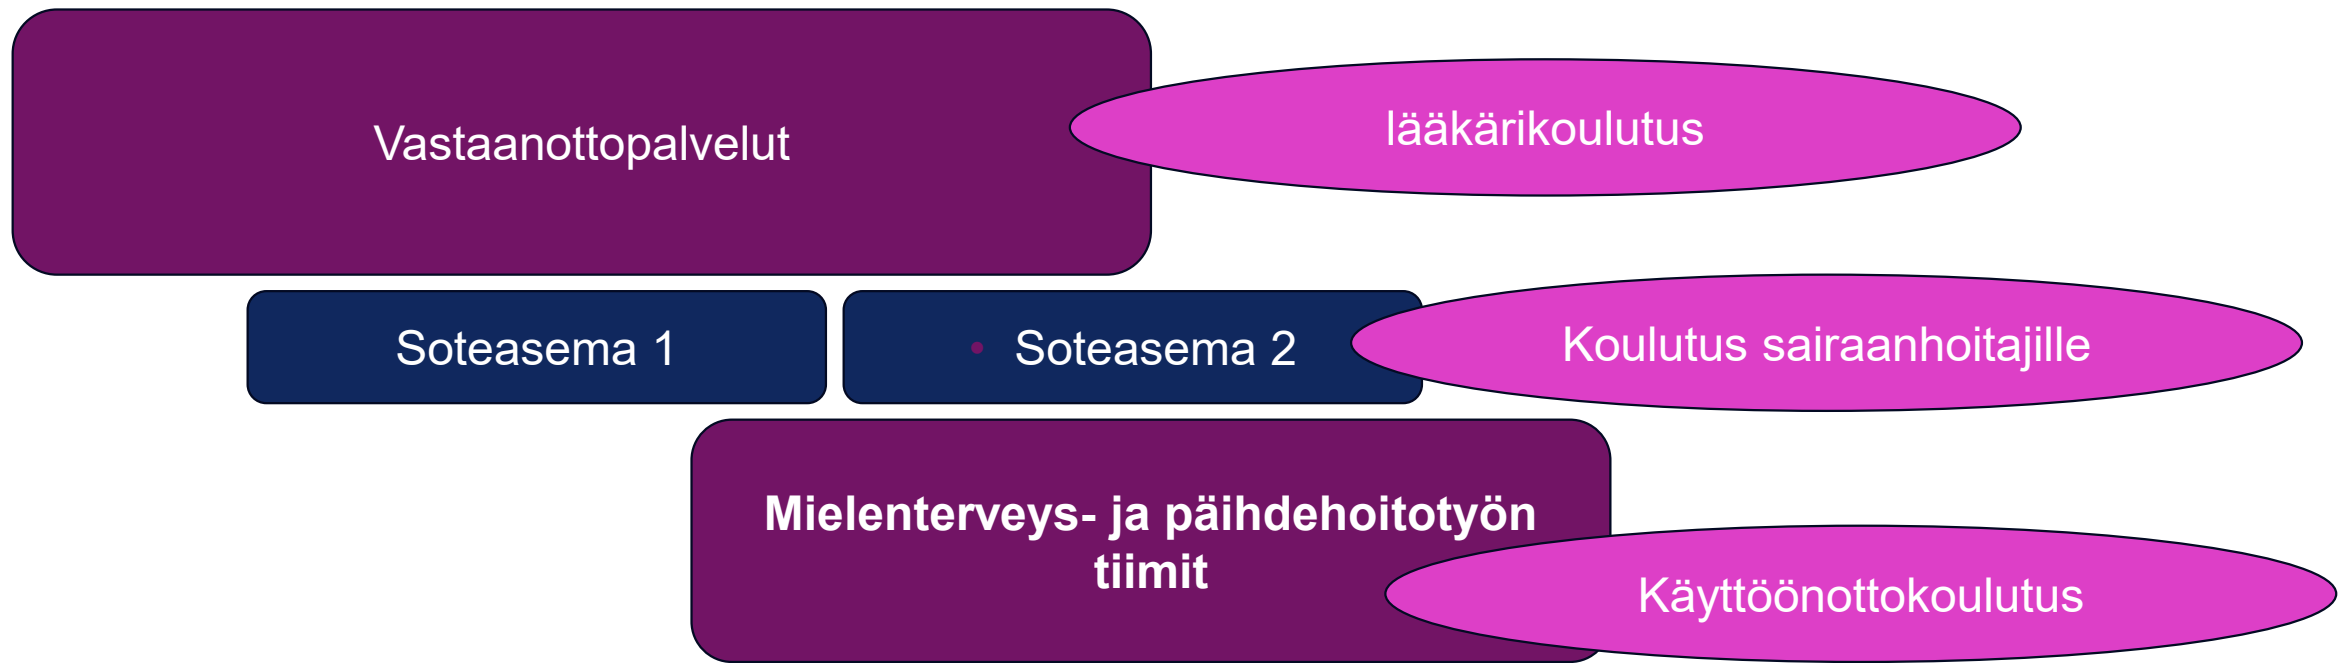 Vastaanottopalvelut
lääkärikoulutus
Soteasema 1
• Soteasema 2
Koulutus sairaanhoitajille
Mielenterveys- ja päihdehoitotyön
tiimit
Käyttöönottokoulutus